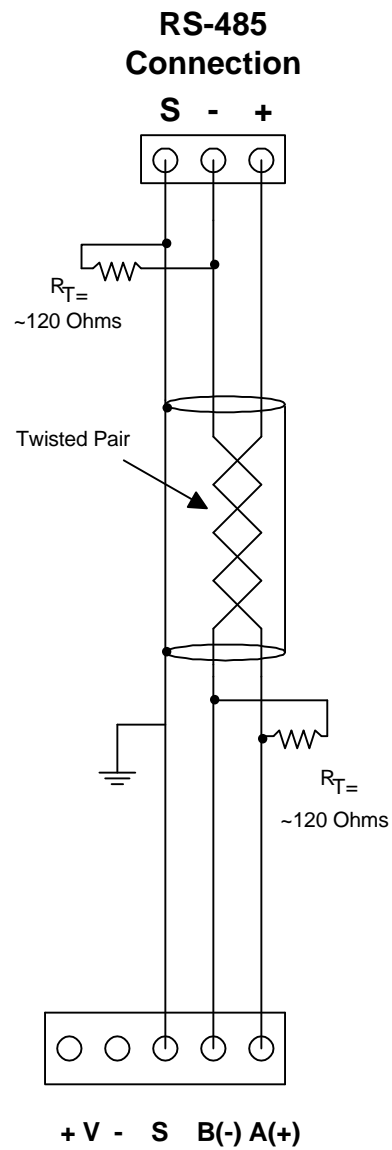 RS-485
Connection
S - +
RT=
~120 Ohms
Twisted Pair
RT=
~120 Ohms
+ V - S B(-) A(+)